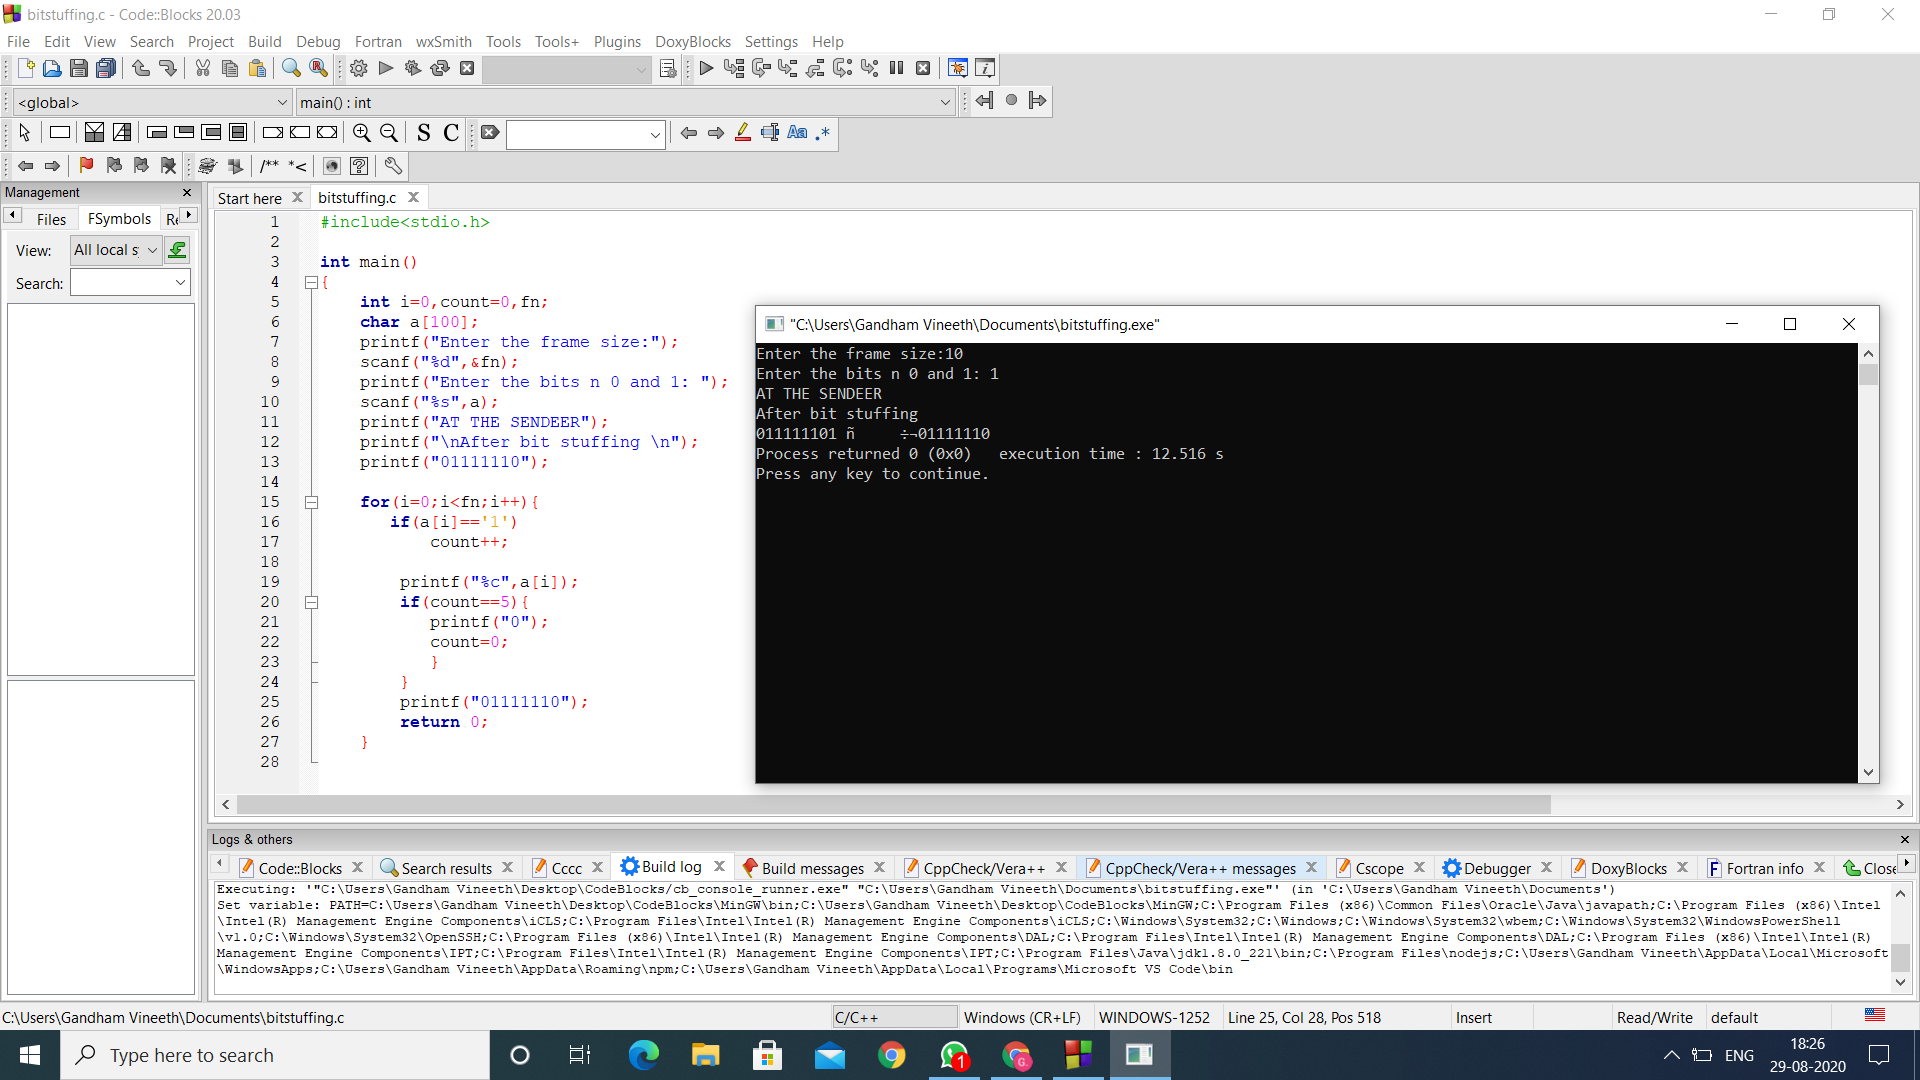 bitstuffing.c - Code::Blocks 20.03
File Edit View Search Project Build Debug Fortran wxSmith Tools Tools+ Plugins DoxyBlocks Settings Help
<global> main() : int
S C Aa .*
/** *<
Management
Files FSymbols Re
View: All local s
Search:
Start here bitstuffing.c
1 #include<stdio.h>
2
3 int main()
4 {
5 int i=0,count=0,fn;
6 char a[100];
7 printf("Enter the frame size:");
8 scanf("%d",&fn);
9 printf("Enter the bits n 0 and 1: ");
10 scanf("%s",a);
11 printf("AT THE SENDEER");
12 printf("\nAfter bit stuffing \n");
13 printf("01111110");
14
15 for(i=0;i<fn;i++){
16 if(a[i]=='1')
17 count++;
18
19 printf("%c",a[i]);
20 if(count==5){
21 printf("0");
22 count=0;
23 }
24 }
25 printf("01111110");
26 return 0;
27 }
28
"C:\Users\Gandham Vineeth\Documents\bitstuffing.exe"
Enter the frame size:10
Enter the bits n 0 and 1: 1
AT THE SENDEER
After bit stuffing
011111101 ñ ÷¬01111110
Process returned 0 (0x0) execution time : 12.516 s
Press any key to continue.
Logs & others
Code::Blocks Search results Cccc Build log Build messages CppCheck/Vera++ CppCheck/Vera++ messages Cscope Debugger DoxyBlocks Fortran info Close
Executing: '"C:\Users\Gandham Vineeth\Desktop\CodeBlocks/cb_console_runner.exe" "C:\Users\Gandham Vineeth\Documents\bitstuffing.exe"' (in 'C:\Users\Gandham Vineeth\Documents')
Set variable: PATH=C:\Users\Gandham Vineeth\Desktop\CodeBlocks\MinGW\bin;C:\Users\Gandham Vineeth\Desktop\CodeBlocks\MinGW;C:\Program Files (x86)\Common Files\Oracle\Java\javapath;C:\Program Files (x86)\Intel
\Intel(R) Management Engine Components\iCLS;C:\Program Files\Intel\Intel(R) Management Engine Components\iCLS;C:\Windows\System32;C:\Windows;C:\Windows\System32\wbem;C:\Windows\System32\WindowsPowerShell
\v1.0;C:\Windows\System32\OpenSSH;C:\Program Files (x86)\Intel\Intel(R) Management Engine Components\DAL;C:\Program Files\Intel\Intel(R) Management Engine Components\DAL;C:\Program Files (x86)\Intel\Intel(R)
Management Engine Components\IPT;C:\Program Files\Intel\Intel(R) Management Engine Components\IPT;C:\Program Files\Java\jdk1.8.0_221\bin;C:\Program Files\nodejs;C:\Users\Gandham Vineeth\AppData\Local\Microsoft
\WindowsApps;C:\Users\Gandham Vineeth\AppData\Roaming\npm;C:\Users\Gandham Vineeth\AppData\Local\Programs\Microsoft VS Code\bin
C:\Users\Gandham Vineeth\Documents\bitstuffing.c C/C++ Windows (CR+LF) WINDOWS-1252 Line 25, Col 28, Pos 518 Insert Read/Write default
Type here to search 1 G ENG 18:26
29-08-2020